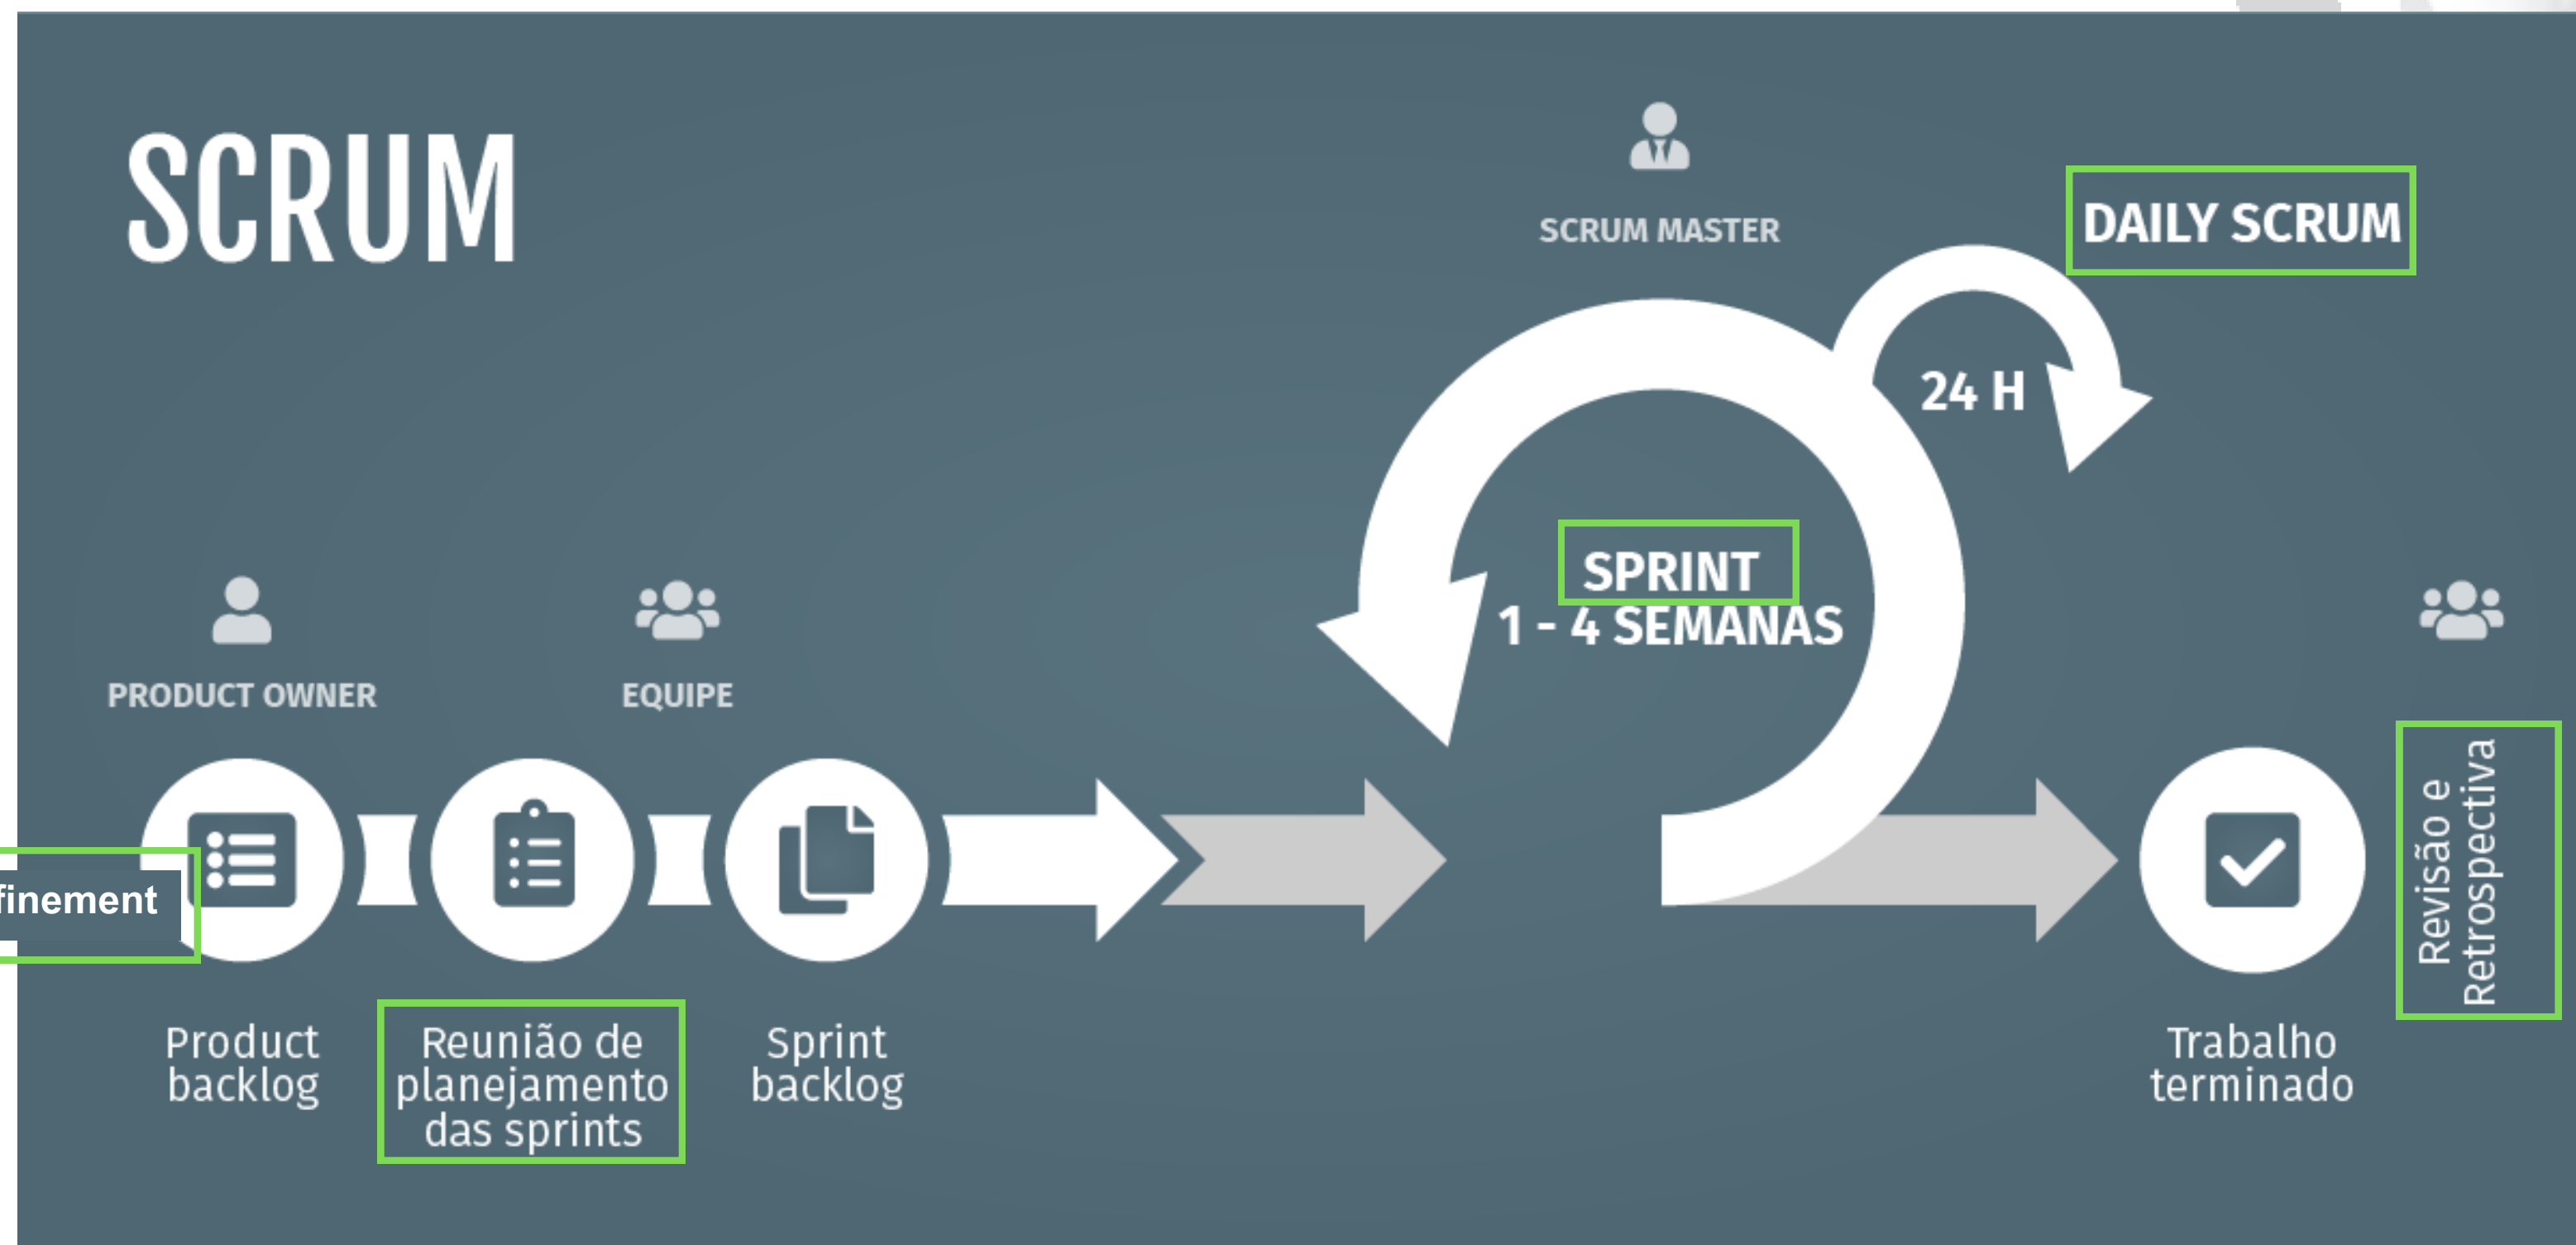 SCRUM
SCRUM MASTER
DAILY SCRUM
24 H
SPRINT
1 - 4 SEMANAS
PRODUCT OWNER
EQUIPE
finement
Product
backlog
Reunião de
planejamento
das sprints
Sprint
backlog
Trabalho
terminado
Revisão e
Retrospectiva